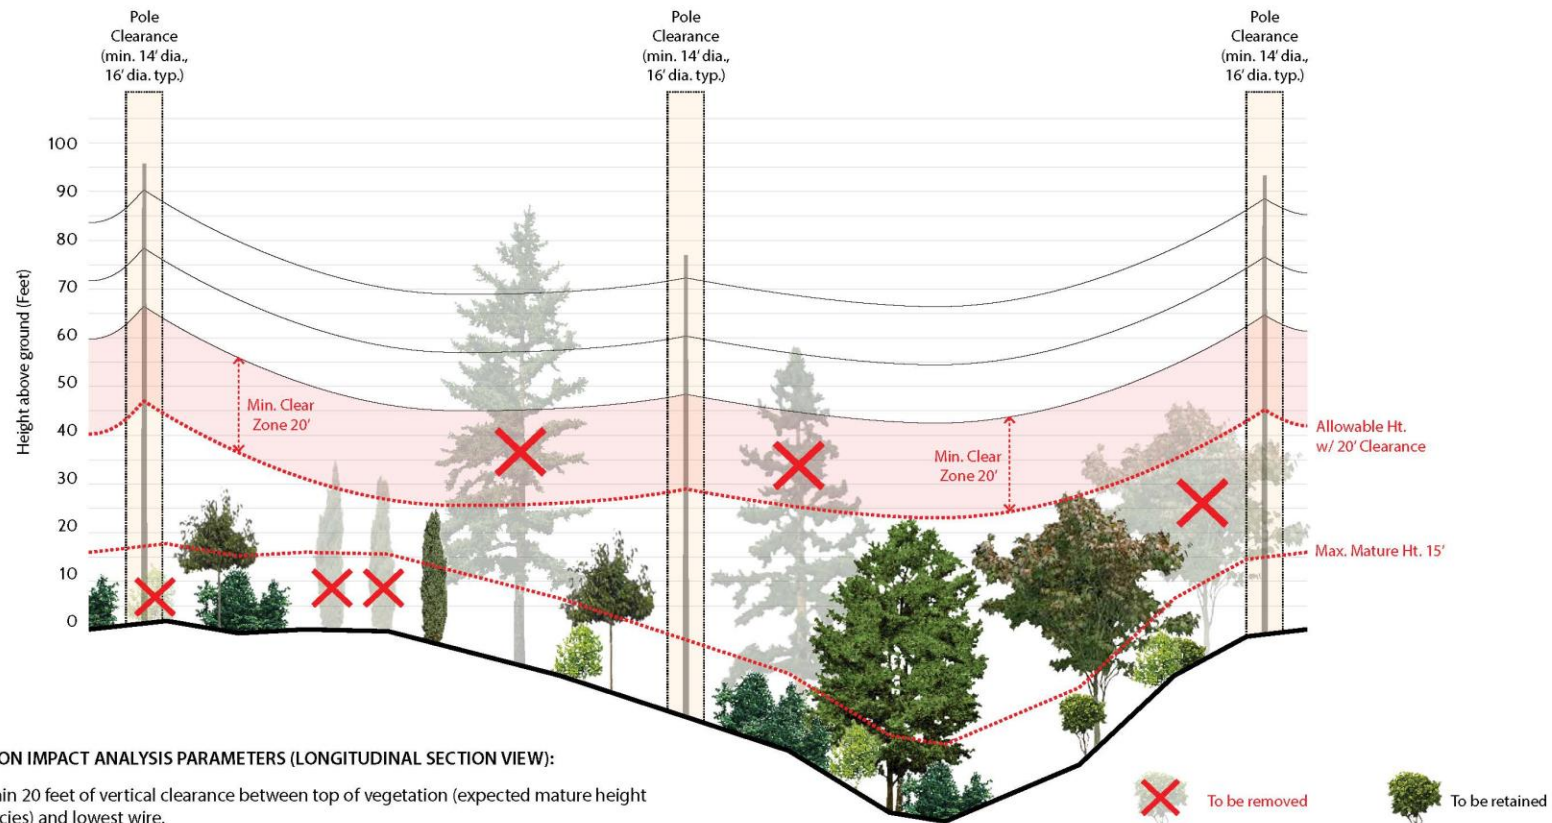 Pole
Clearance
(min. 14' dia.,
16' dia. typ.)
Pole
Clearance
(min. 14' dia.,
16' dia. typ.)
Pole
Clearance
(min. 14' dia.,
16' dia. typ.)
Height above ground (Feet)
100
90
80
70
60
50
40
30
20
10
0
Min. Clear
Zone 20'
Min. Clear
Zone 20'
Allowable Ht.
w/ 20' Clearance
Max. Mature Ht. 15'
ON IMPACT ANALYSIS PARAMETERS (LONGITUDINAL SECTION VIEW):
in 20 feet of vertical clearance between top of vegetation (expected mature height
cies) and lowest wire.
To be removed
To be retained